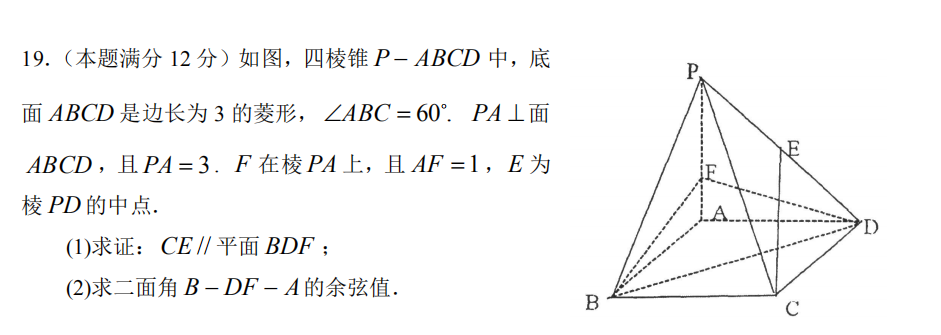 19.（本题满分 12 分）如图，四棱锥 P − ABCD 中，底
面 ABCD 是边长为 3 的菱形，∠ABC = 60°. PA⊥面
ABCD，且 PA = 3. F 在棱 PA 上，且 AF = 1，E 为
棱 PD 的中点.
(1)求证：CE // 平面 BDF；
(2)求二面角 B − DF − A 的余弦值.
P
E
F
A
D
B
C